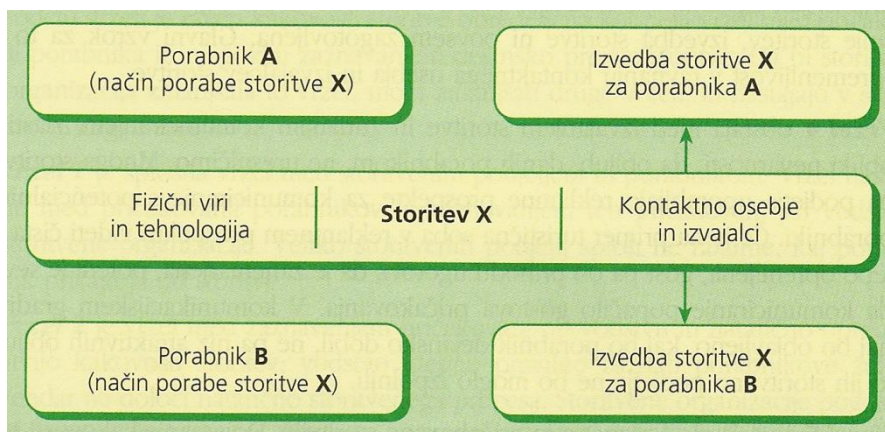 Porabnik A
(način porabe storitve X)
Izvedba storitve X
za porabnika A
Fizični viri
in tehnologija
Storitev X
Kontaktno osebje
in izvajalci
Porabnik B
(način porabe storitve X)
Izvedba storitve X
za porabnika B